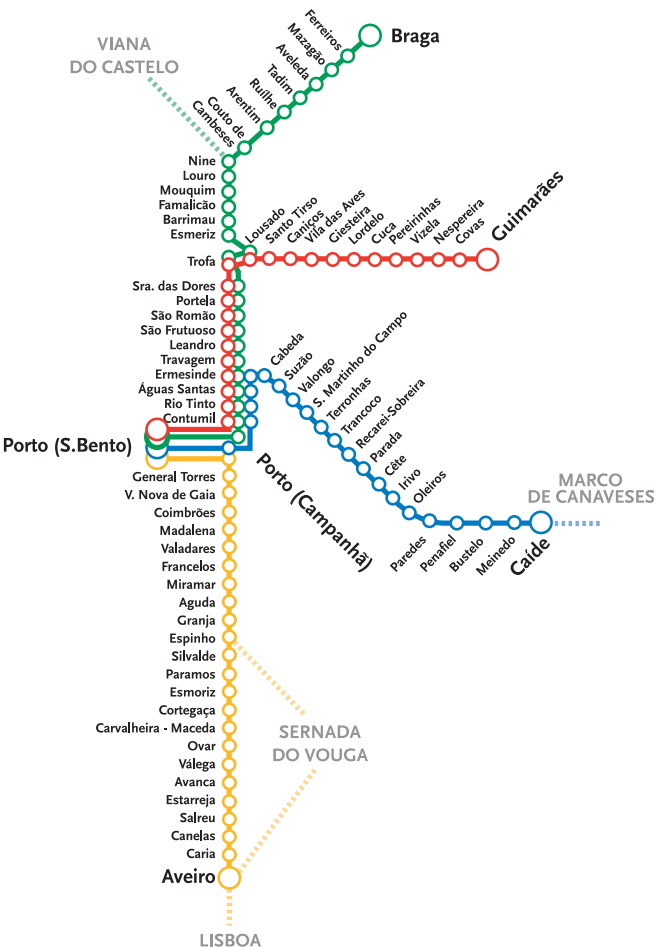 Ferreiros
Mazagão
Aveleda
Tadim
Ruilhe
Arentim
Couto de
Cambeses
Braga
VIANA
DO CASTELO
Nine
Louro
Mouquim
Famalicão
Barrimau
Esmeriz
Lousado
Santo Tirso
Caniços
Vila das Aves
Giesteira
Lordelo
Cuca
Pereirinhas
Vizela
Nespereira
Covas
Guimarães
Trofa
Sra. das Dores
Portela
São Romão
São Frutuoso
Leandro
Travagem
Ermesinde
Águas Santas
Rio Tinto
Contumil
Cabeda
Suzão
Valongo
S. Martinho do Campo
Terronhas
Trancoco
Recarei-Sobreira
Parada
Cête
Irivo
Oleiros
Paredes
Penafiel
Bustelo
Meinedo
Caíde
MARCO
DE CANAVESES
Porto (S.Bento)
Porto (Campanhã)
General Torres
V. Nova de Gaia
Coimbrões
Madalena
Valadares
Francelos
Miramar
Aguda
Granja
Espinho
Silvalde
Paramos
Esmoriz
Cortegaça
Carvalheira - Maceda
Ovar
Válega
Avanca
Estarreja
Salreu
Canelas
Caria
Aveiro
SERNADA
DO VOUGA
LISBOA